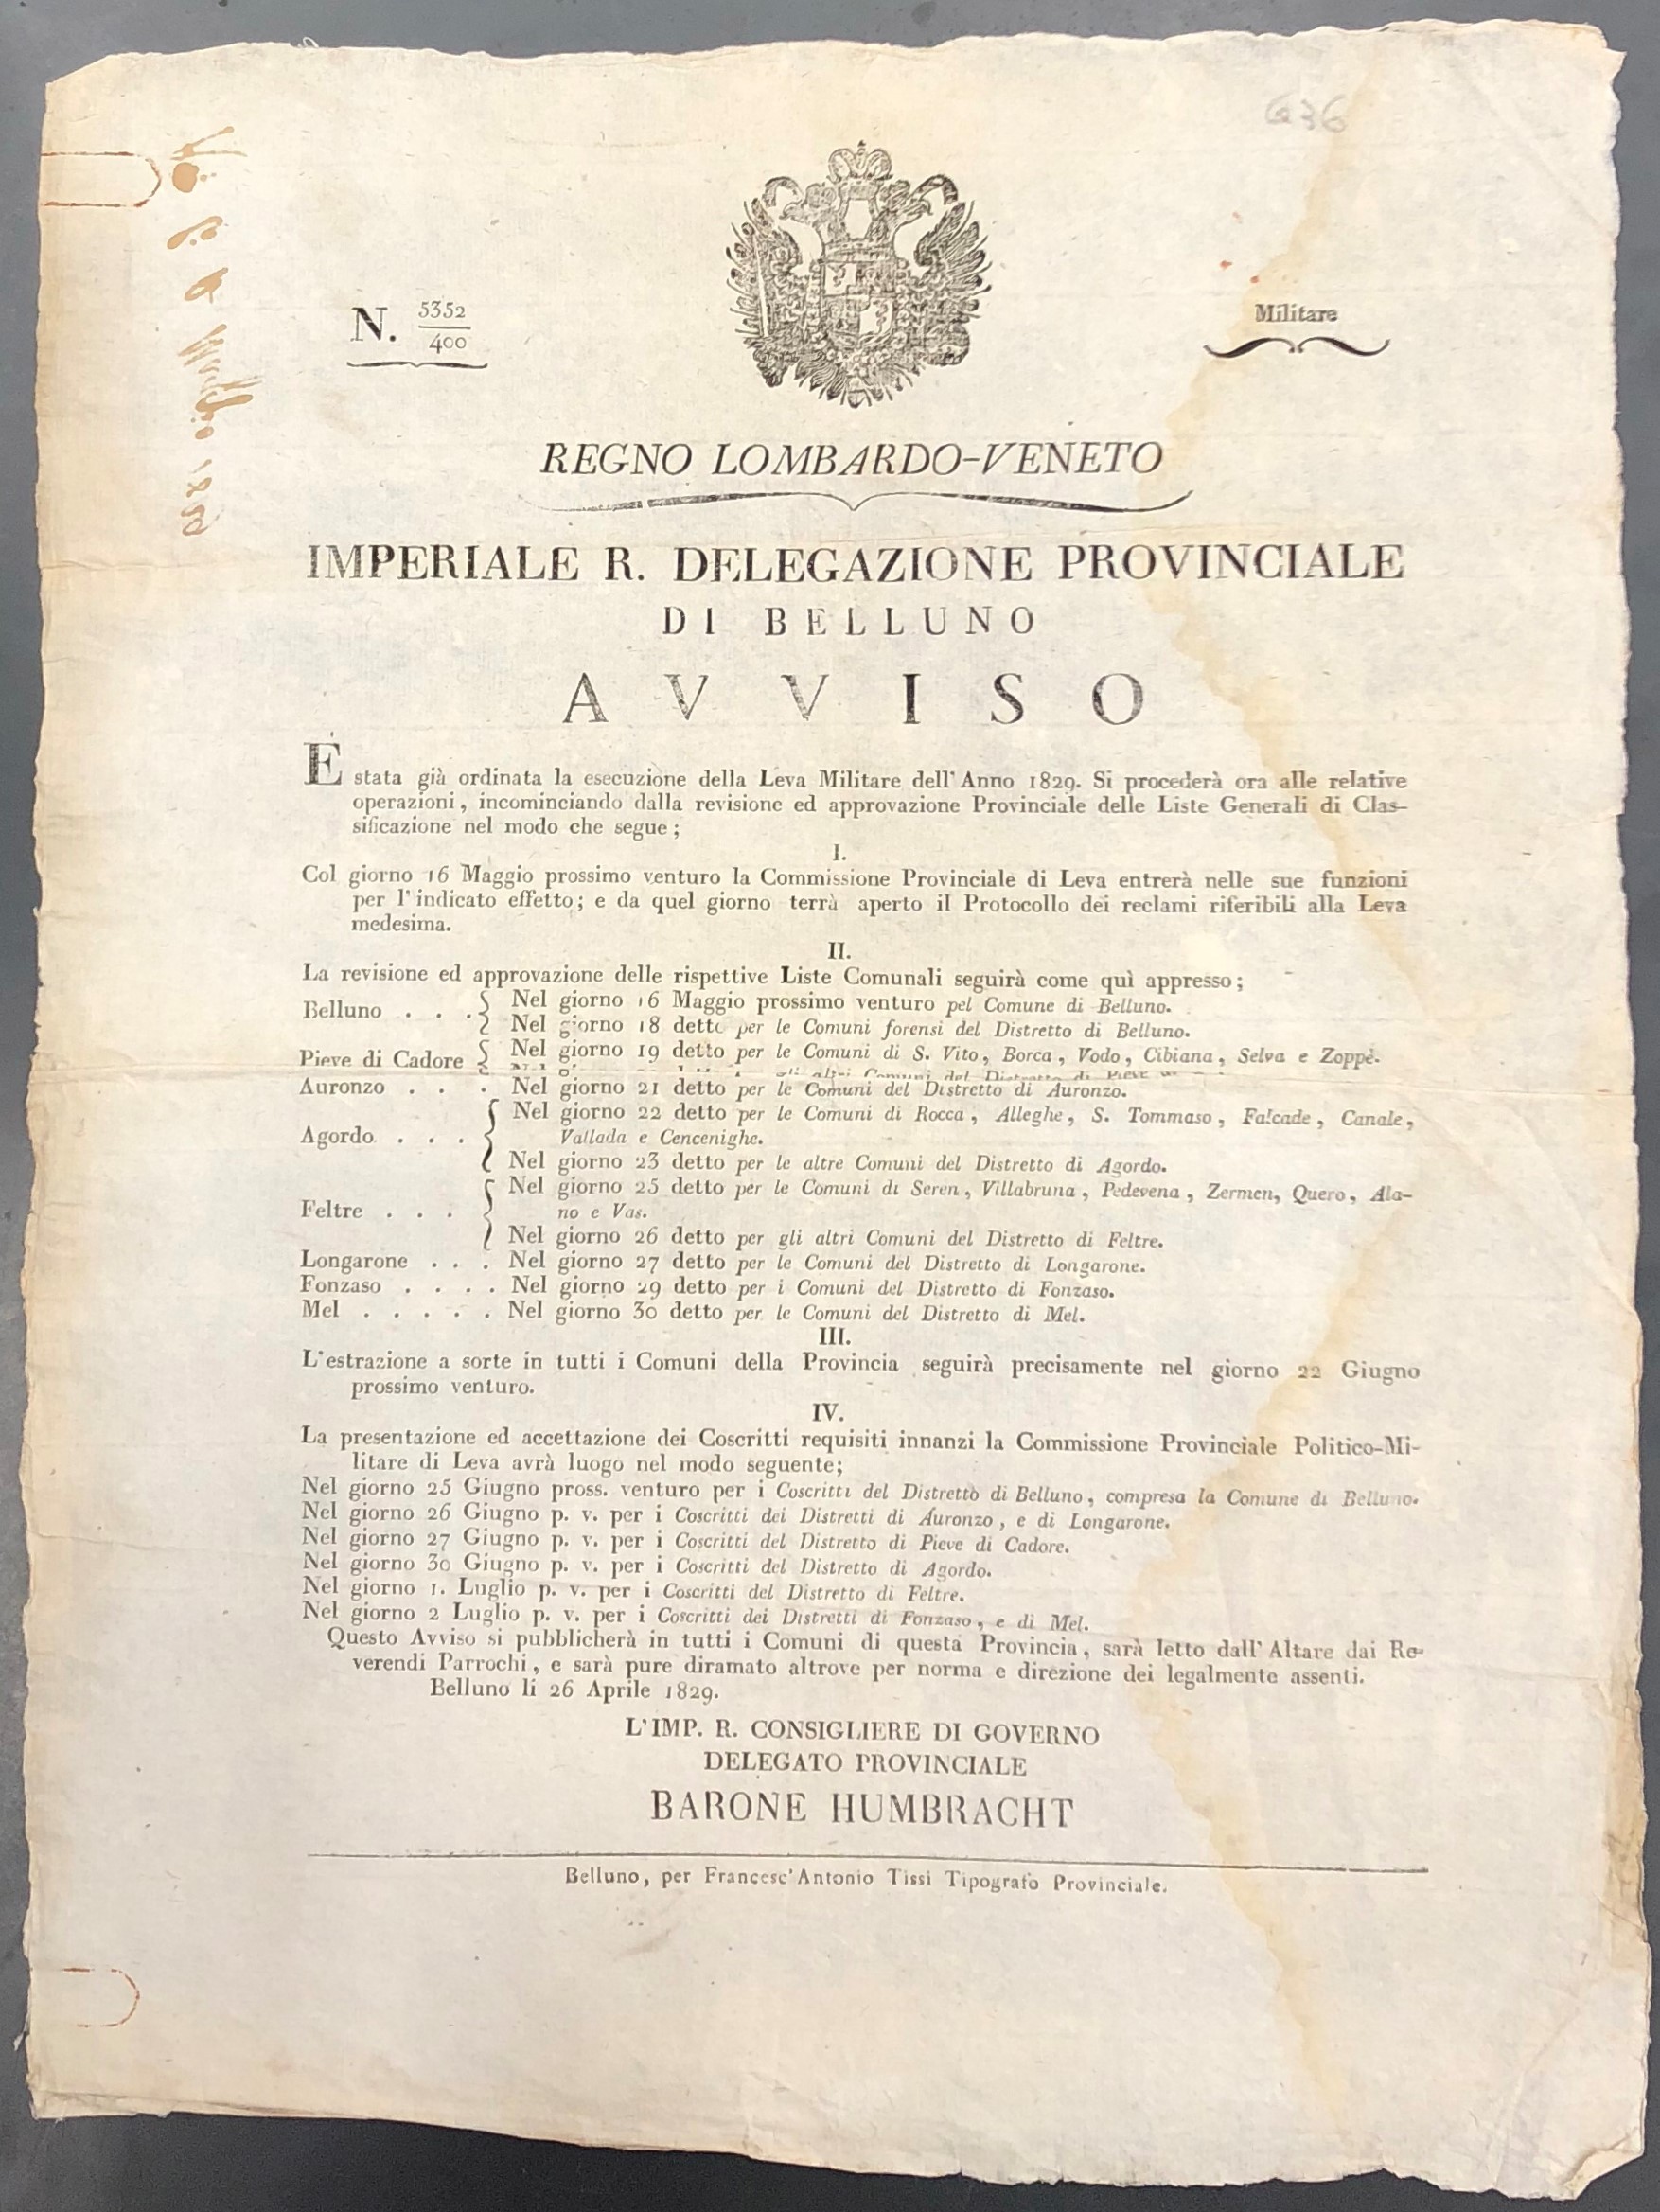 636
N. 5352/400
Militare
REGNO LOMBARDO-VENETO
IMPERIALE R. DELEGAZIONE PROVINCIALE
DI BELLUNO
AVVISO
È stata già ordinata la esecuzione della Leva Militare dell'Anno 1829. Si procederà ora alle relative
operazioni, incominciando dalla revisione ed approvazione Provinciale delle Liste Generali di Clas-
sificazione nel modo che segue;
I.
Col giorno 16 Maggio prossimo venturo la Commissione Provinciale di Leva entrerà nelle sue funzioni
per l'indicato effetto; e da quel giorno terrà aperto il Protocollo dei reclami riferibili alla Leva
medesima.
II.
La revisione ed approvazione delle rispettive Liste Comunali seguirà come quì appresso;
Belluno . . . Nel giorno 16 Maggio prossimo venturo pel Comune di Belluno.
Nel giorno 18 detto per le Comuni forensi del Distretto di Belluno.
Pieve di Cadore Nel giorno 19 detto per le Comuni di S. Vito, Borca, Vodo, Cibiana, Selva e Zoppè.
gli altri Comuni del Distretto di Pieve
Auronzo . . . Nel giorno 21 detto per le Comuni del Distretto di Auronzo.
Agordo . . . Nel giorno 22 detto per le Comuni di Rocca, Alleghe, S. Tommaso, Falcade, Canale,
Vallada e Cencenighe.
Nel giorno 23 detto per le altre Comuni del Distretto di Agordo.
Feltre . . . Nel giorno 25 detto per le Comuni di Seren, Villabruna, Pedevena, Zermen, Quero, Ala-
no e Vas.
Nel giorno 26 detto per gli altri Comuni del Distretto di Feltre.
Longarone . . . Nel giorno 27 detto per le Comuni del Distretto di Longarone.
Fonzaso . . . . Nel giorno 29 detto per i Comuni del Distretto di Fonzaso.
Mel . . . . . Nel giorno 30 detto per le Comuni del Distretto di Mel.
III.
L'estrazione a sorte in tutti i Comuni della Provincia seguirà precisamente nel giorno 22 Giugno
prossimo venturo.
IV.
La presentazione ed accettazione dei Coscritti requisiti innanzi la Commissione Provinciale Politico-Mi-
litare di Leva avrà luogo nel modo seguente;
Nel giorno 25 Giugno pross. venturo per i Coscritti del Distretto di Belluno, compresa la Comune di Belluno.
Nel giorno 26 Giugno p. v. per i Coscritti dei Distretti di Auronzo, e di Longarone.
Nel giorno 27 Giugno p. v. per i Coscritti del Distretto di Pieve di Cadore.
Nel giorno 30 Giugno p. v. per i Coscritti del Distretto di Agordo.
Nel giorno 1. Luglio p. v. per i Coscritti del Distretto di Feltre.
Nel giorno 2 Luglio p. v. per i Coscritti dei Distretti di Fonzaso, e di Mel.
Questo Avviso si pubblicherà in tutti i Comuni di questa Provincia, sarà letto dall'Altare dai Re-
verendi Parrochi, e sarà pure diramato altrove per norma e direzione dei legalmente assenti.
Belluno li 26 Aprile 1829.
L'IMP. R. CONSIGLIERE DI GOVERNO
DELEGATO PROVINCIALE
BARONE HUMBRACHT
Belluno, per Francesc'Antonio Tissi Tipografo Provinciale.